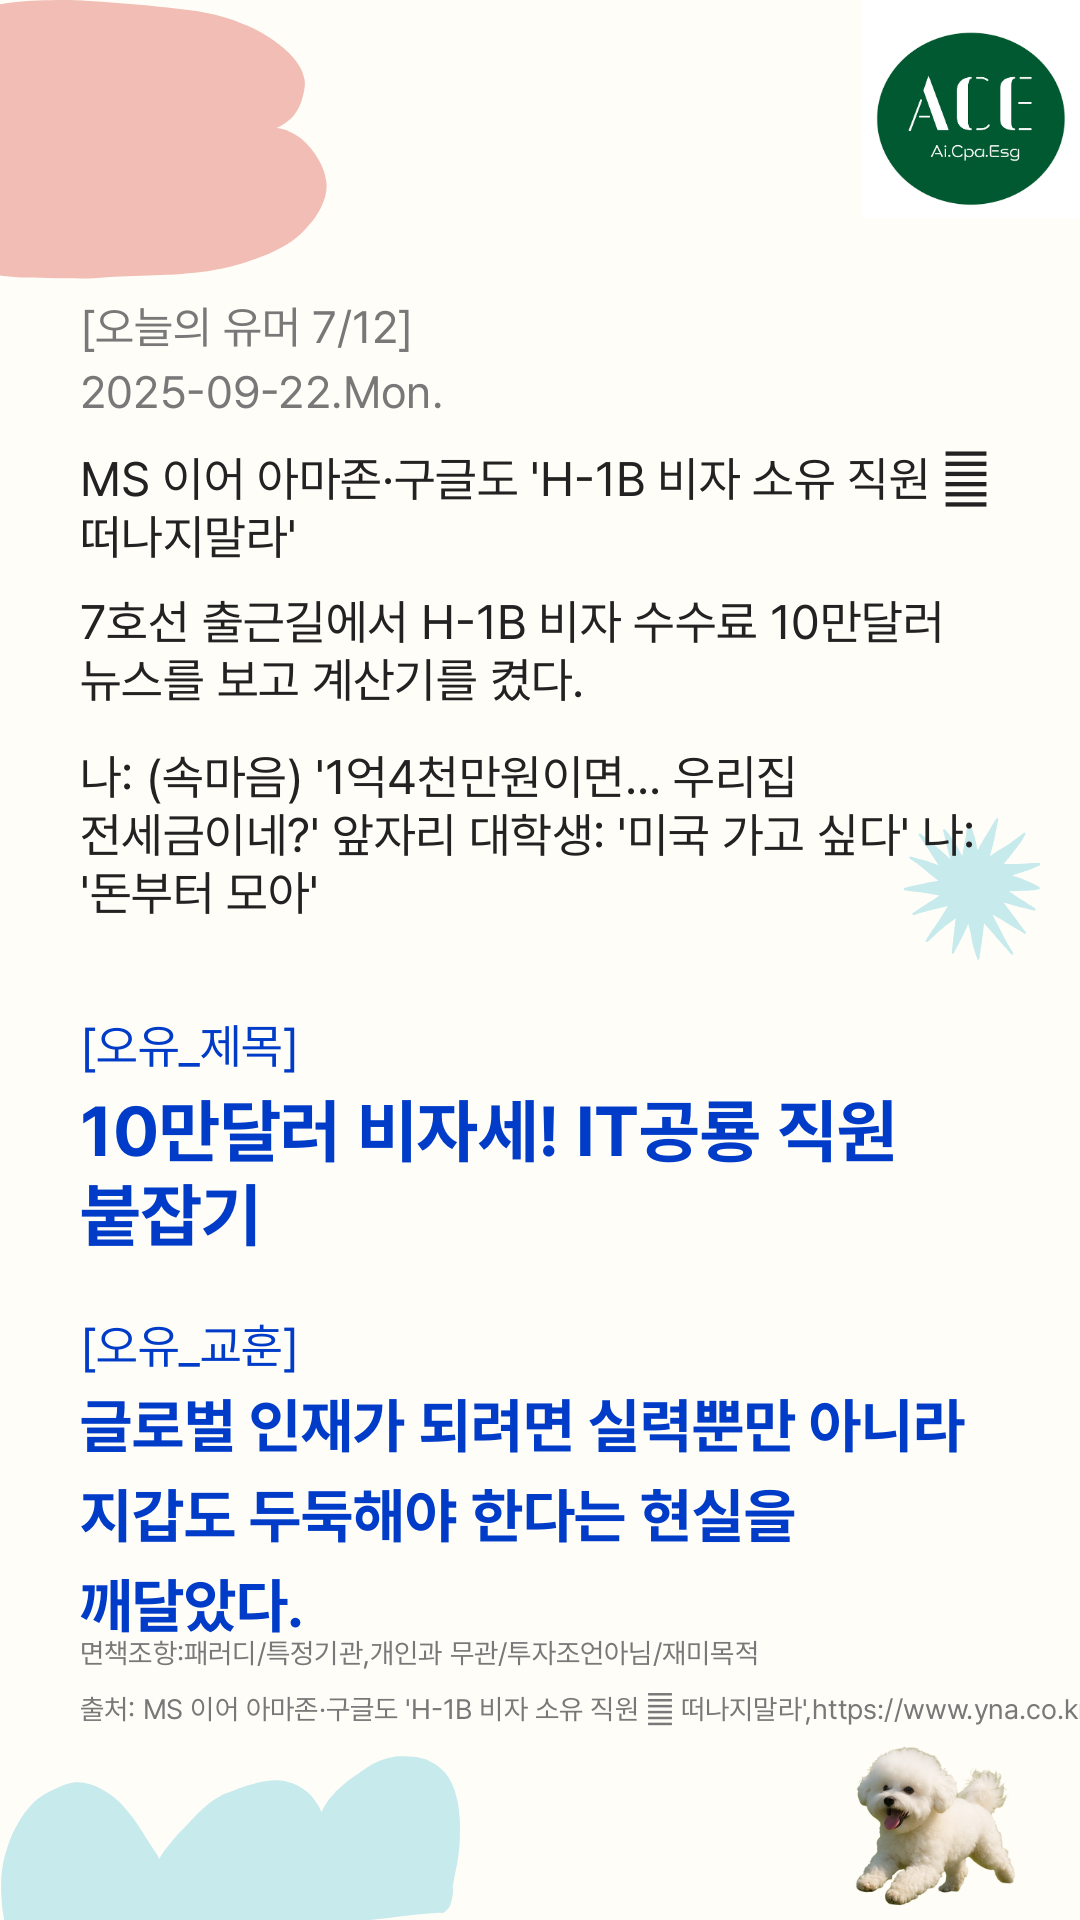 ACE
Ai.Cpa.Esg
[오늘의 유머 7/12]
2025-09-22.Mon.
MS 이어 아마존·구글도 'H-1B 비자 소유 직원 ䷀
떠나지말라'
7호선 출근길에서 H-1B 비자 수수료 10만달러
뉴스를 보고 계산기를 켰다.
나: (속마음) '1억4천만원이면... 우리집
전세금이네?' 앞자리 대학생: '미국 가고 싶다' 나:
'돈부터 모아'
[오유_제목]
10만달러 비자세! IT공룡 직원
붙잡기
[오유_교훈]
글로벌 인재가 되려면 실력뿐만 아니라
지갑도 두둑해야 한다는 현실을
깨달았다.
면책조항:패러디/특정기관,개인과 무관/투자조언아님/재미목적
출처: MS 이어 아마존·구글도 'H-1B 비자 소유 직원 ䷀ 떠나지말라',https://www.yna.co.k